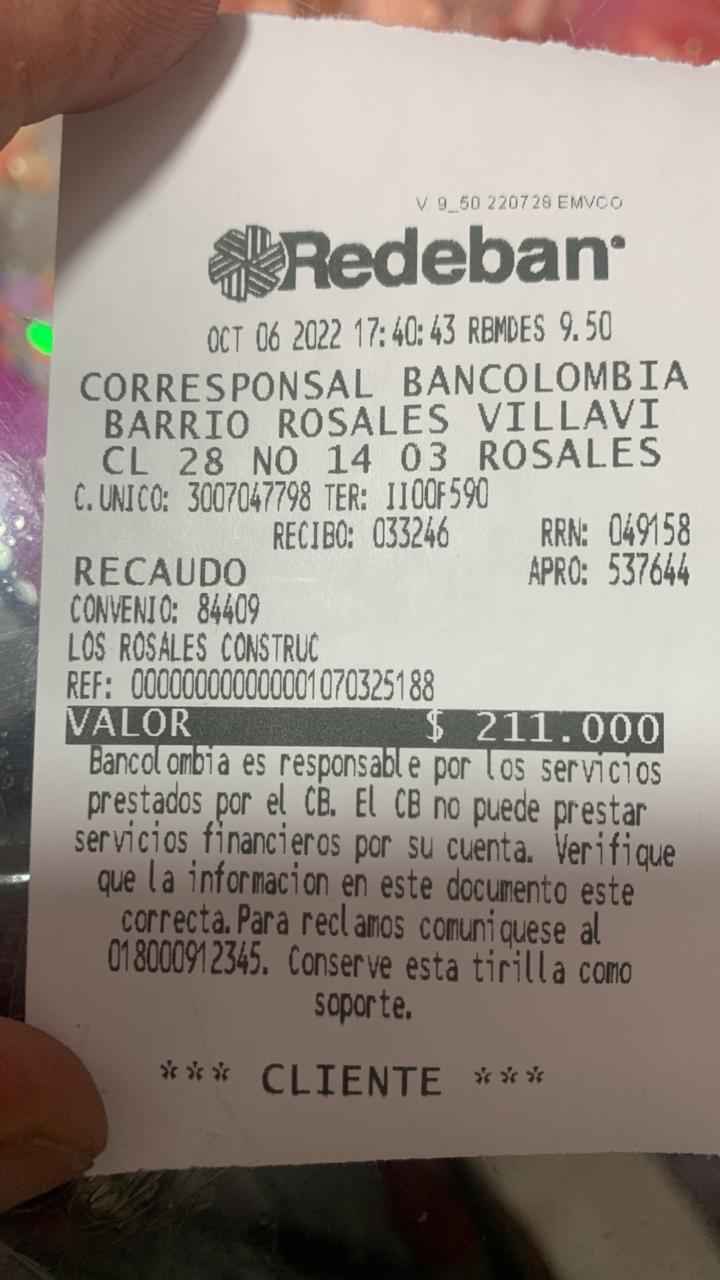 V 9_50 220728 EMVCO
Redeban
OCT 06 2022 17:40:43 RBMDES 9.50
CORRESPONSAL BANCOLOMBIA
BARRIO ROSALES VILLAVI
CL 28 NO 14 03 ROSALES
C.UNICO: 3007047798 TER: II00F590
RECIBO: 033246 RRN: 049158
RECAUDO APRO: 537644
CONVENIO: 84409
LOS ROSALES CONSTRUC
REF: 00000000000001070325188
VALOR $ 211.000
Bancolombia es responsable por los servicios
prestados por el CB. El CB no puede prestar
servicios financieros por su cuenta. Verifique
que la informacion en este documento este
correcta.Para reclamos comuniquese al
018000912345. Conserve esta tirilla como
soporte.
*** CLIENTE ***